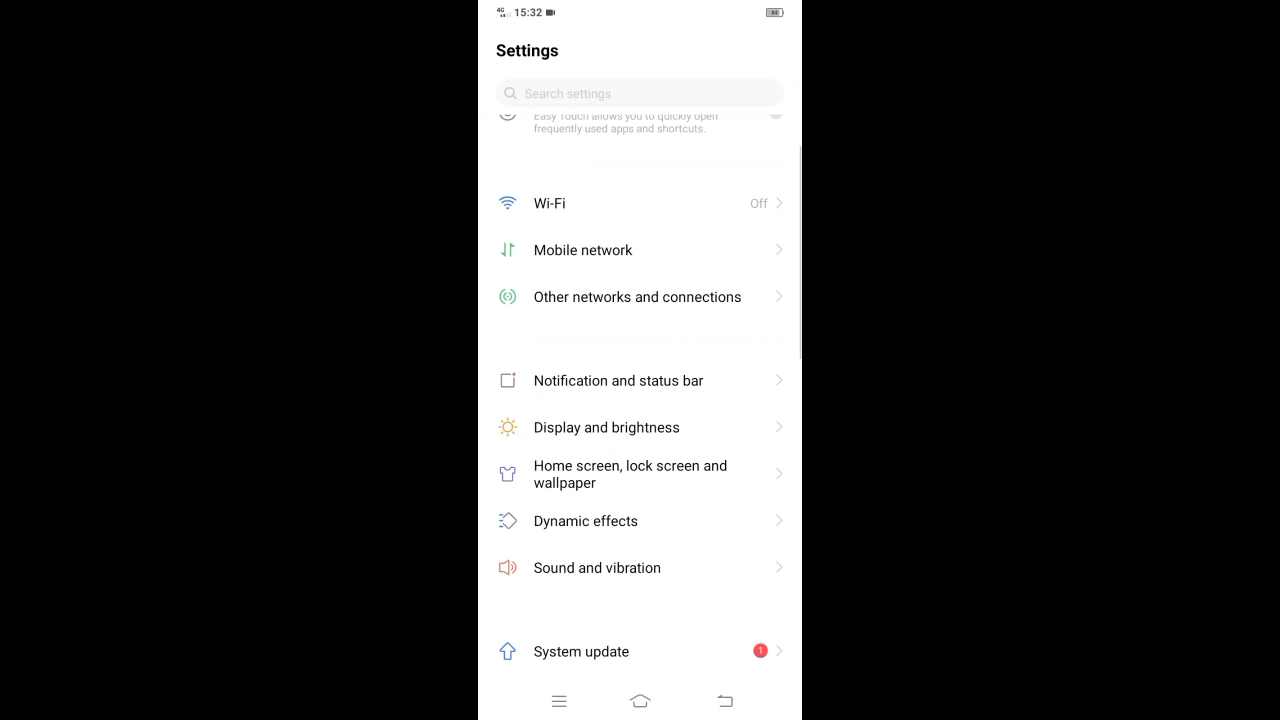 4G 15:32 34
Settings
Search settings
Easy Touch allows you to quickly open
frequently used apps and shortcuts.
Wi-Fi Off
Mobile network
Other networks and connections
Notification and status bar
Display and brightness
Home screen, lock screen and
wallpaper
Dynamic effects
Sound and vibration
System update 1